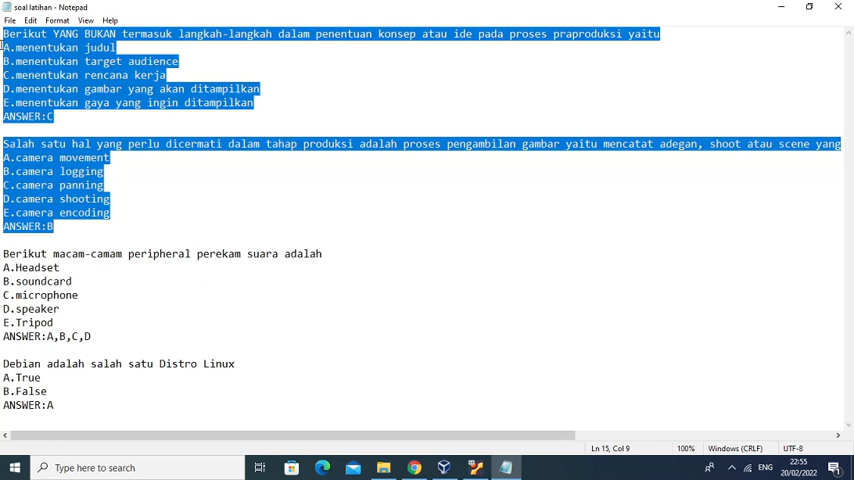 soal latihan - Notepad
File Edit Format View Help
Berikut YANG BUKAN termasuk langkah-langkah dalam penentuan konsep atau ide pada proses praproduksi yaitu
A.menentukan judul
B.menentukan target audience
C.menentukan rencana kerja
D.menentukan gambar yang akan ditampilkan
E.menentukan gaya yang ingin ditampilkan
ANSWER:C
Salah satu hal yang perlu dicermati dalam tahap produksi adalah proses pengambilan gambar yaitu mencatat adegan, shoot atau scene yang
A.camera movement
B.camera logging
C.camera panning
D.camera shooting
E.camera encoding
ANSWER:B
Berikut macam-camam peripheral perekam suara adalah
A.Headset
B.soundcard
C.microphone
D.speaker
E.Tripod
ANSWER:A,B,C,D
Debian adalah salah satu Distro Linux
A.True
B.False
ANSWER:A
Ln 15, Col 9 100% Windows (CRLF) UTF-8
Type here to search ENG 22:55
20/02/2022